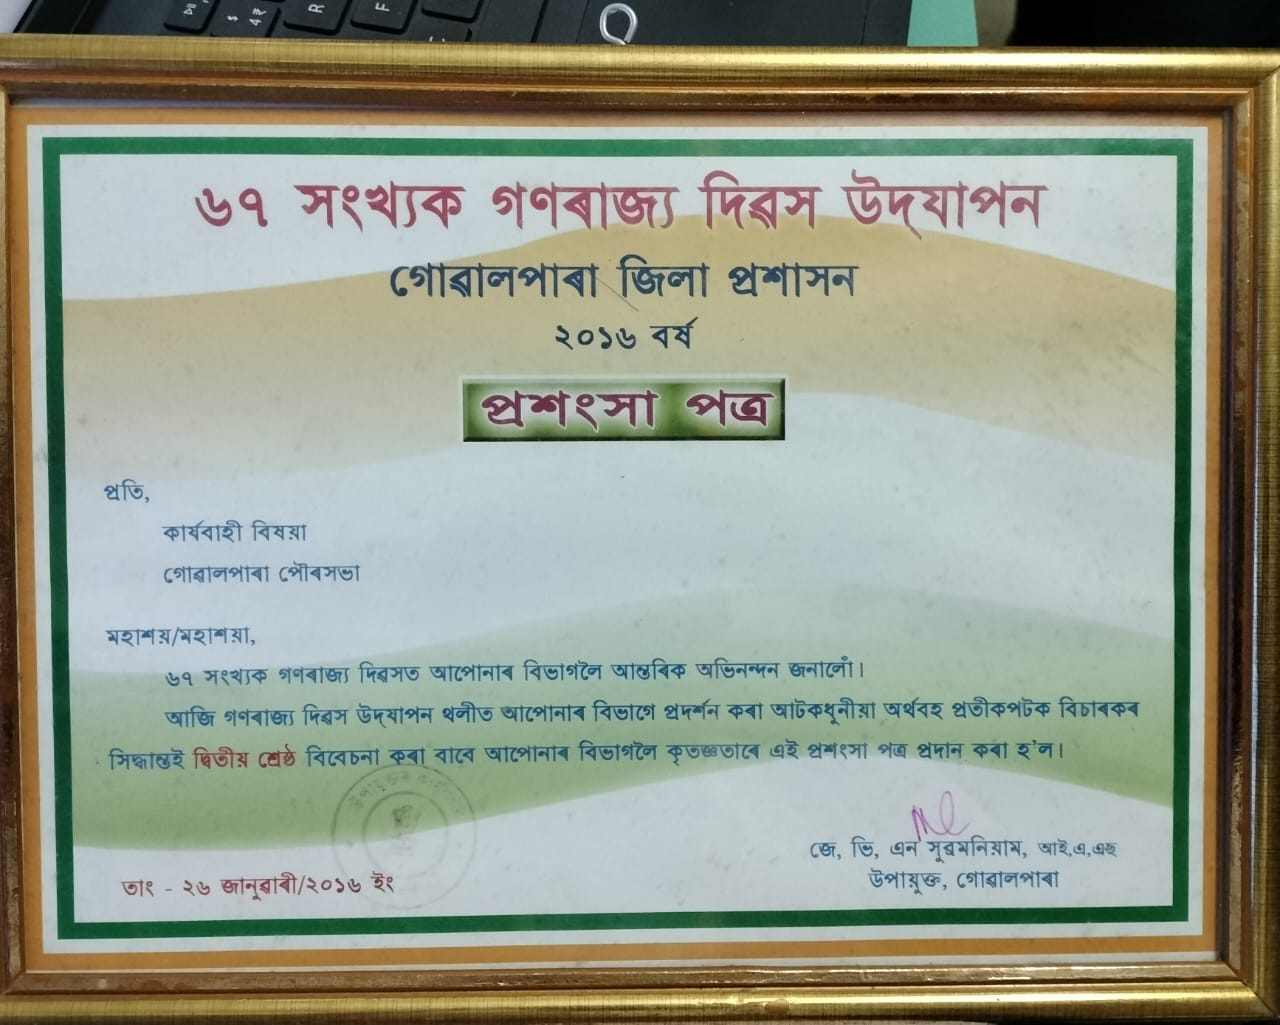 ৬৭ সংখ্যক গণৰাজ্য দিৱস উদ্‌যাপন
গোৱালপাৰা জিলা প্ৰশাসন
২০১৬ বৰ্ষ
প্ৰশংসা পত্ৰ
প্ৰতি,
কাৰ্যবাহী বিষয়া
গোৱালপাৰা পৌৰসভা
মহাশয়/মহাশয়া,
৬৭ সংখ্যক গণৰাজ্য দিৱসত আপোনাৰ বিভাগলৈ আন্তৰিক অভিনন্দন জনালোঁ।
আজি গণৰাজ্য দিৱস উদ্‌যাপন থলীত আপোনাৰ বিভাগে প্ৰদৰ্শন কৰা আটকধুনীয়া অৰ্থবহ প্ৰতীকপটক বিচাৰকৰ
সিদ্ধান্তই দ্বিতীয় শ্ৰেষ্ঠ বিবেচনা কৰা বাবে আপোনাৰ বিভাগলৈ কৃতজ্ঞতাৰে এই প্ৰশংসা পত্ৰ প্ৰদান কৰা হ'ল।
জে, ভি, এন সুব্ৰমনিয়াম, আই,এ,এছ
উপায়ুক্ত, গোৱালপাৰা
তাং - ২৬ জানুৱাৰী/২০১৬ ইং